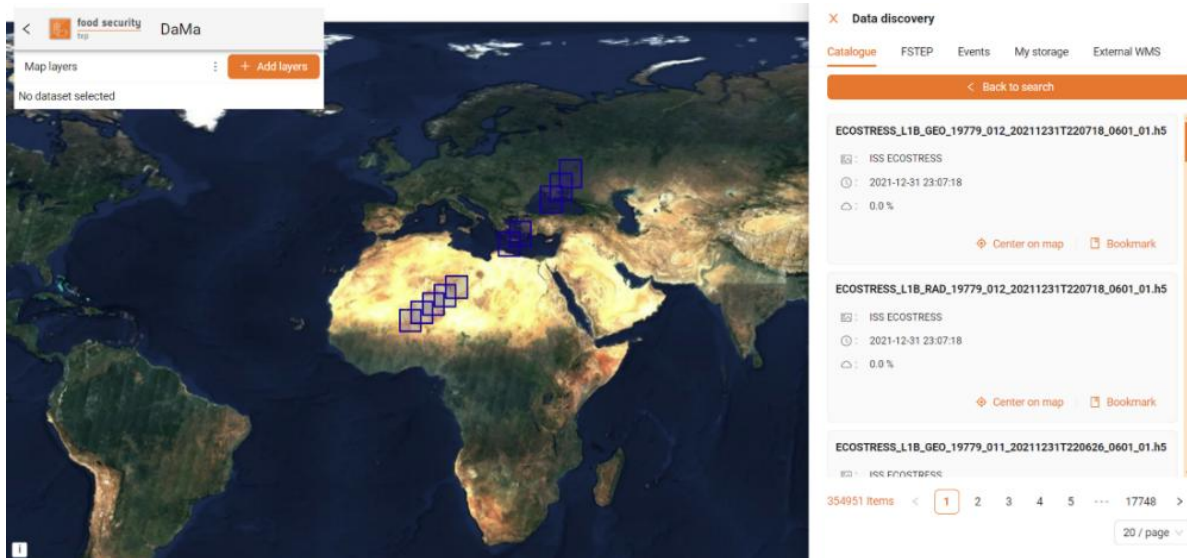 food security
tep
DaMa
Map layers
+ Add layers
No dataset selected
i
X Data discovery
Catalogue FSTEP Events My storage External WMS
< Back to search
ECOSTRESS_L1B_GEO_19779_012_20211231T220718_0601_01.h5
: ISS ECOSTRESS
: 2021-12-31 23:07:18
: 0.0 %
Center on map Bookmark
ECOSTRESS_L1B_RAD_19779_012_20211231T220718_0601_01.h5
: ISS ECOSTRESS
: 2021-12-31 23:07:18
: 0.0 %
Center on map Bookmark
ECOSTRESS_L1B_GEO_19779_011_20211231T220626_0601_01.h5
: ISS ECOSTRESS
354951 Items < 1 2 3 4 5 ··· 17748 >
20 / page